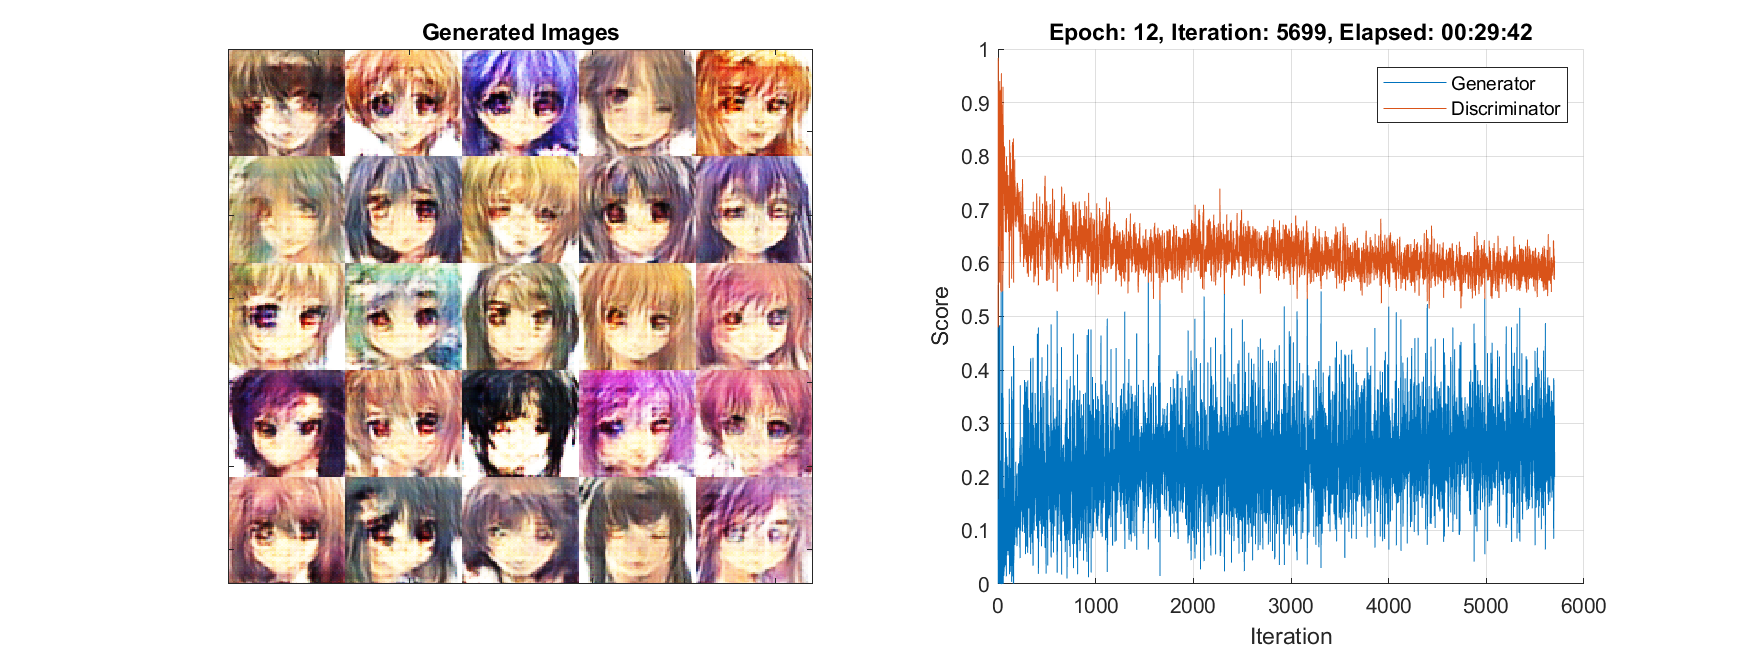 Generated Images
Epoch: 12, Iteration: 5699, Elapsed: 00:29:42
1
0.9
0.8
0.7
0.6
0.5
0.4
0.3
0.2
0.1
0
Score
Generator
Discriminator
0 1000 2000 3000 4000 5000 6000
Iteration